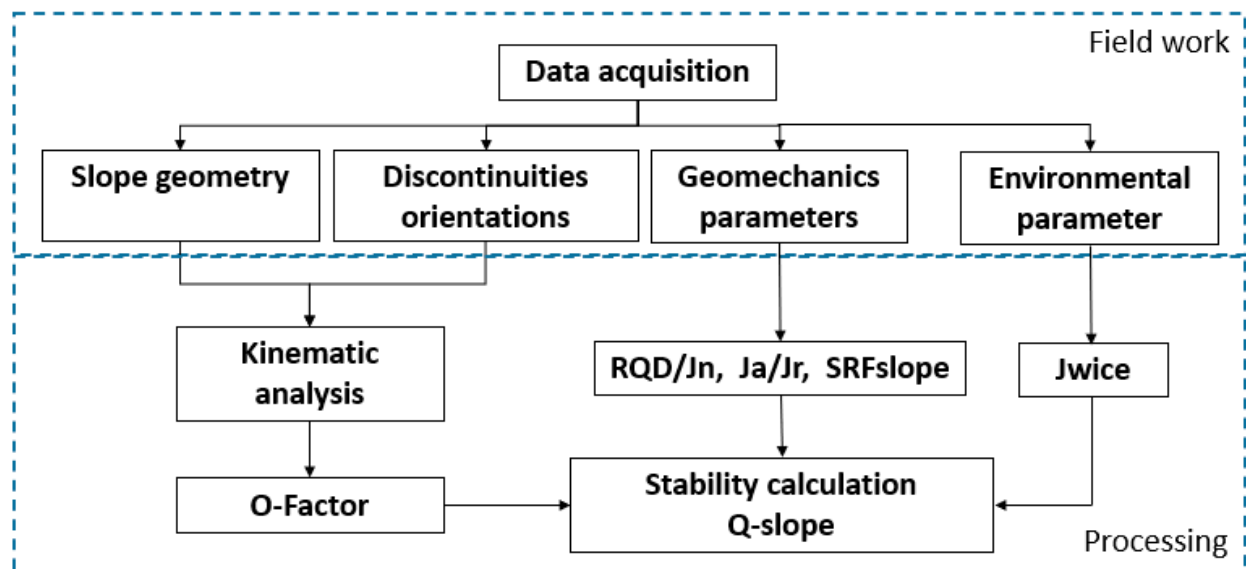 Field work
Data acquisition
Slope geometry
Discontinuities
orientations
Geomechanics
parameters
Environmental
parameter
Kinematic
analysis
RQD/Jn, Ja/Jr, SRFslope
Jwice
O-Factor
Stability calculation
Q-slope
Processing